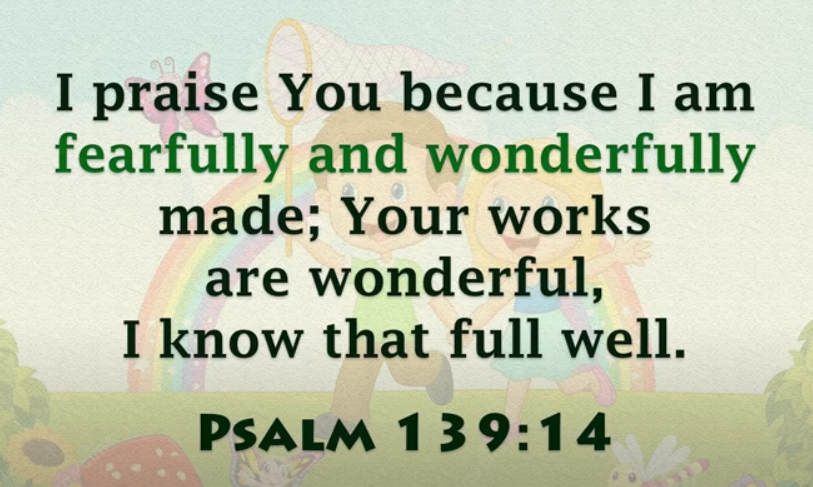 I praise You because I am
fearfully and wonderfully
made; Your works
are wonderful,
I know that full well.
Psalm 139:14